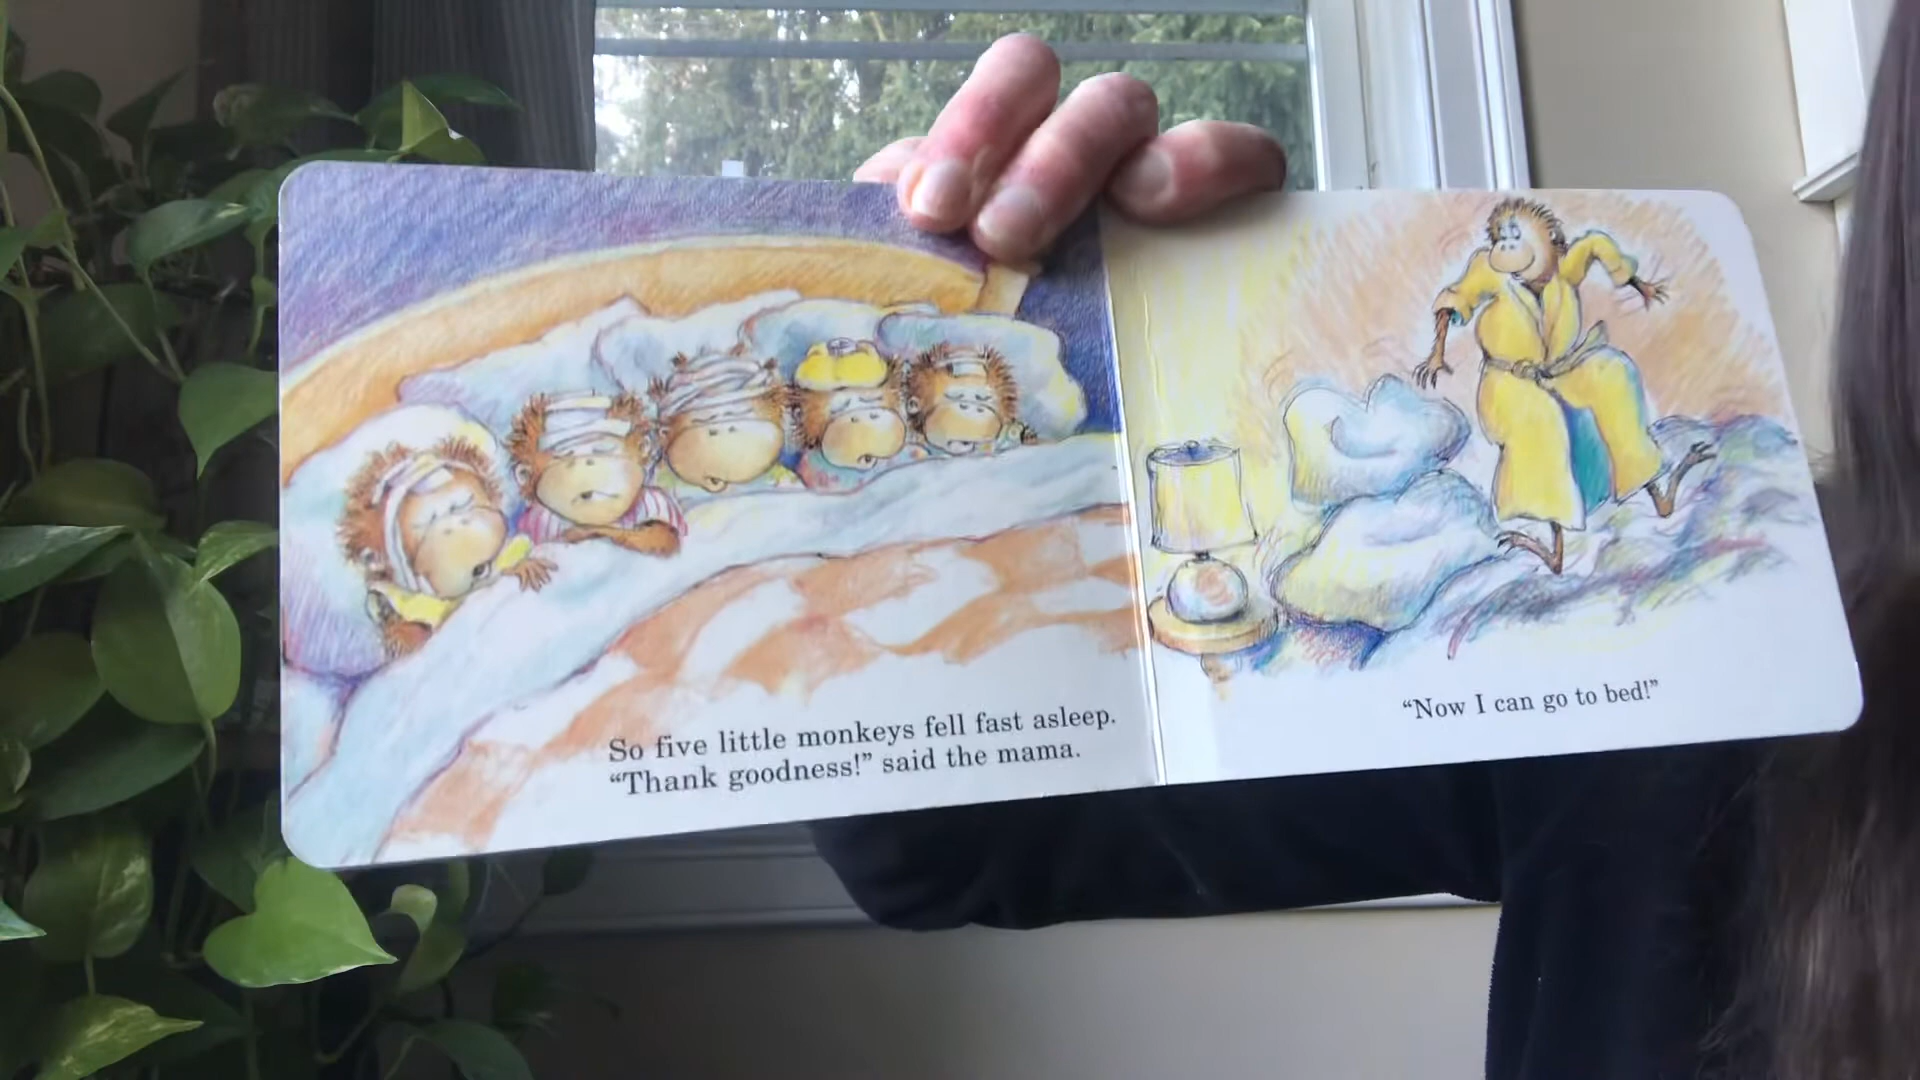 So five little monkeys fell fast asleep.
“Thank goodness!” said the mama.
“Now I can go to bed!”